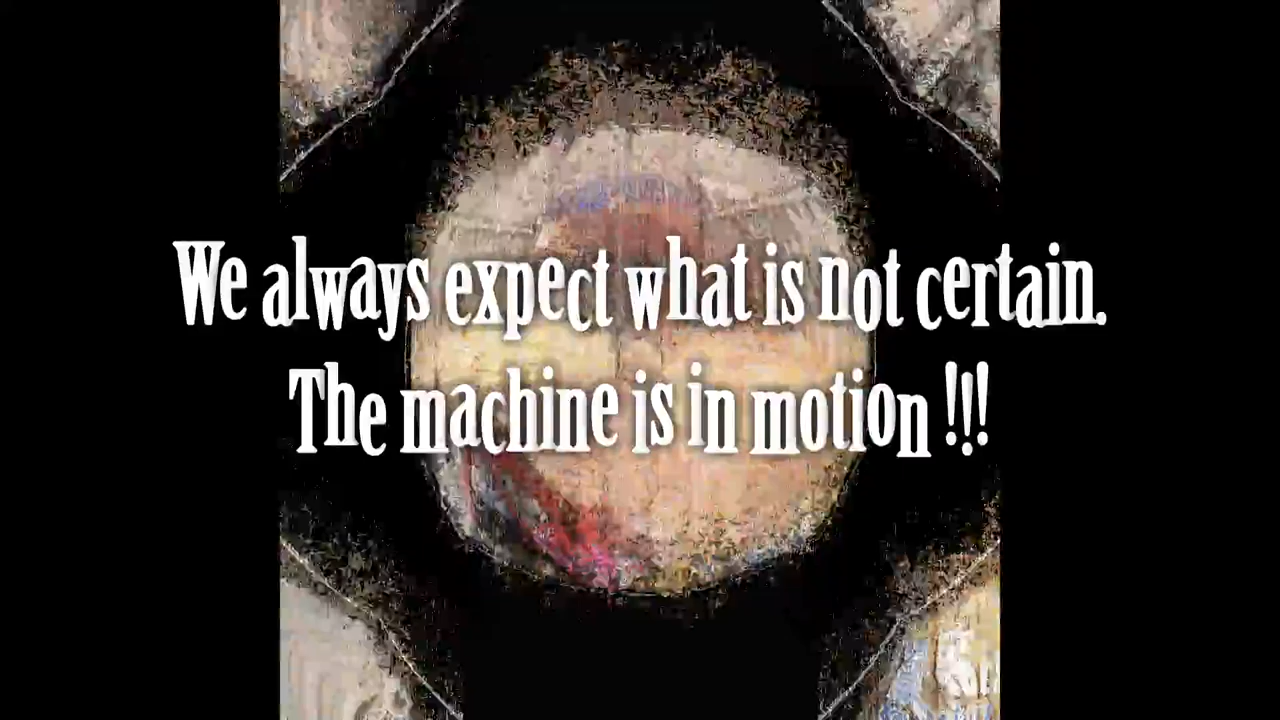 We always expect what is not certain.
The machine is in motion !!!